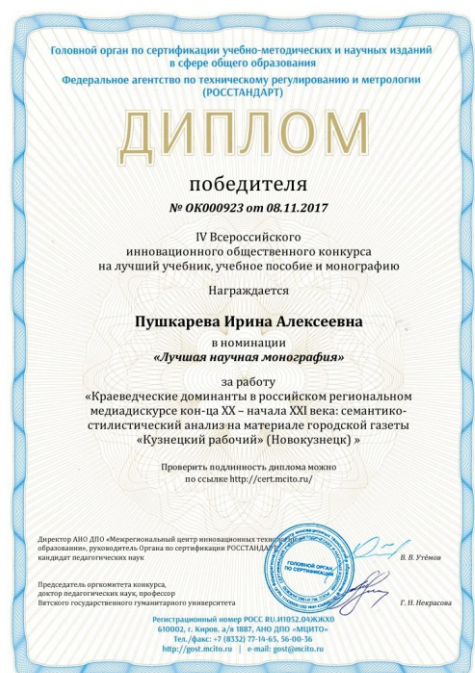 Головной орган по сертификации учебно-методических и научных изданий
в сфере общего образования
Федеральное агентство по техническому регулированию и метрологии
(РОССТАНДАРТ)
ДИПЛОМ
победителя
№ ОК000923 от 08.11.2017
IV Всероссийского
инновационного общественного конкурса
на лучший учебник, учебное пособие и монографию
Награждается
Пушкарева Ирина Алексеевна
в номинации
«Лучшая научная монография»
за работу
«Краеведческие доминанты в российском региональном
медиадискурсе кон-ца XX – начала XXI века: семантико-
стилистический анализ на материале городской газеты
«Кузнецкий рабочий» (Новокузнецк) »
Проверить подлинность диплома можно
по ссылке http://cert.mcito.ru/
Директор АНО ДПО «Межрегиональный центр инновационных
образовании», руководитель Органа по сертификации РОССТАНДАРТ
кандидат педагогических наук
В. В. Утёмов
ГОЛОВНОЙ ОРГАН
ПО СЕРТИФИКАЦИИ
Председатель оргкомитета конкурса,
доктор педагогических наук, профессор
Вятского государственного гуманитарного университета
Г. Н. Некрасова
Регистрационный номер РОСС RU.И1052.04ЖЖХ0
610002, г. Киров, а/я 1887, АНО ДПО «МЦИТО»
Тел./факс: +7 (8332) 77-14-65, 56-00-36
http://gost.mcito.ru | e-mail: gost@mcito.ru